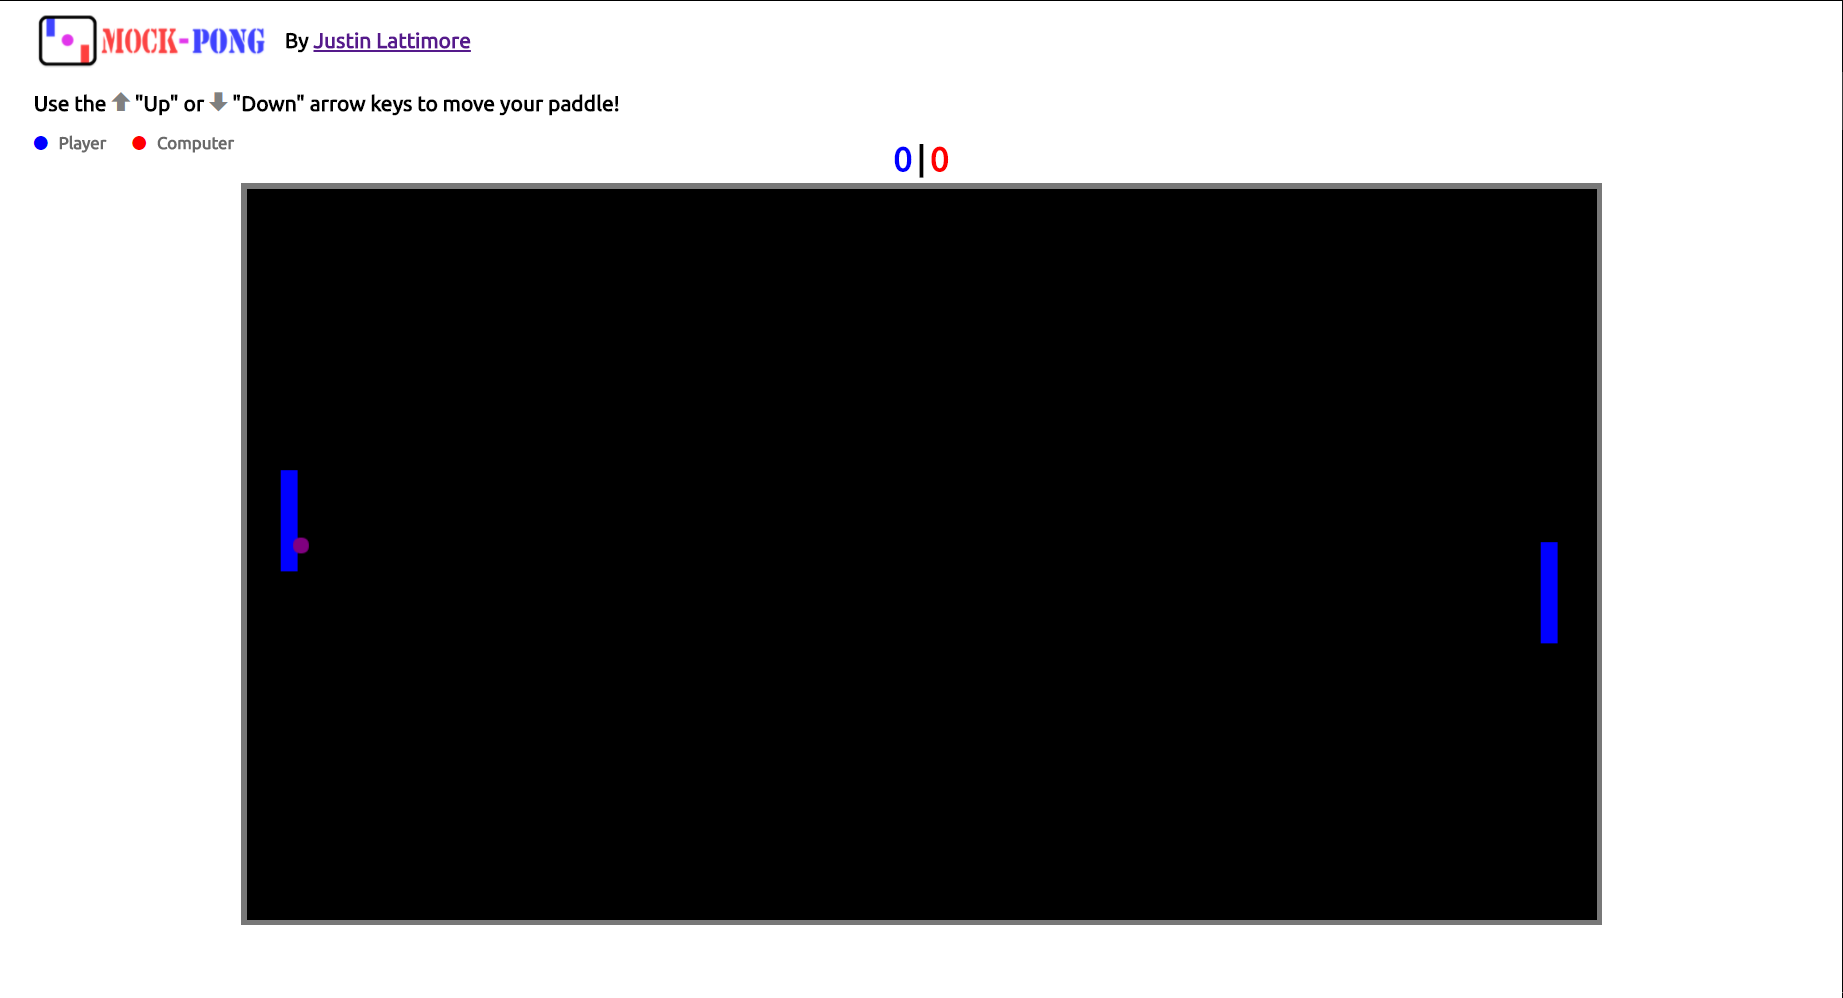 MOCK-PONG By Justin Lattimore
Use the "Up" or "Down" arrow keys to move your paddle!
Player Computer
0|0